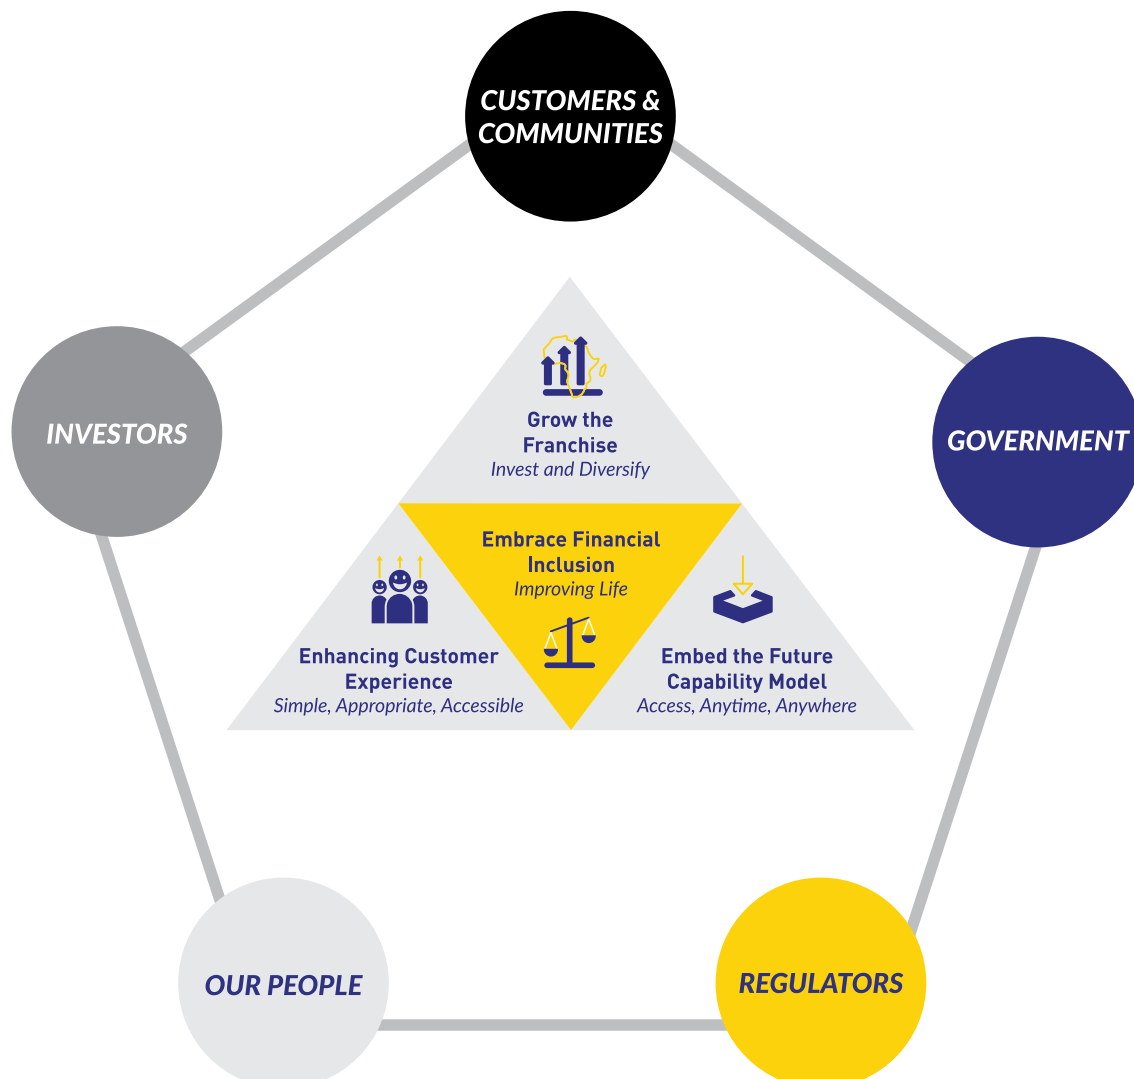 CUSTOMERS &
COMMUNITIES
INVESTORS
GOVERNMENT
Grow the
Franchise
Invest and Diversify
Embrace Financial
Inclusion
Improving Life
Enhancing Customer
Experience
Simple, Appropriate, Accessible
Embed the Future
Capability Model
Access, Anytime, Anywhere
OUR PEOPLE
REGULATORS